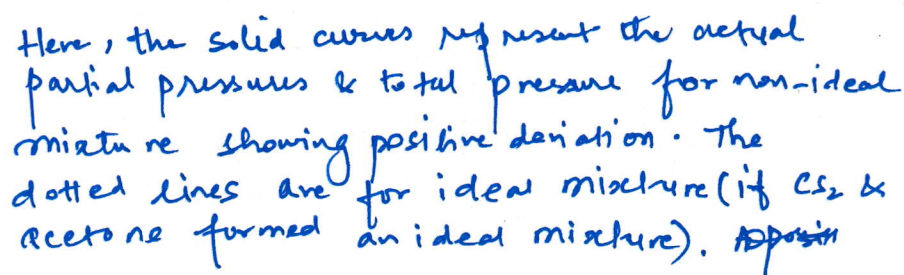 Here, the solid curves represent the actual
partial pressures & total pressure for non-ideal
mixture showing positive deviation. The
dotted lines are for ideal mixture (if CS₂ &
acetone formed an ideal mixture).